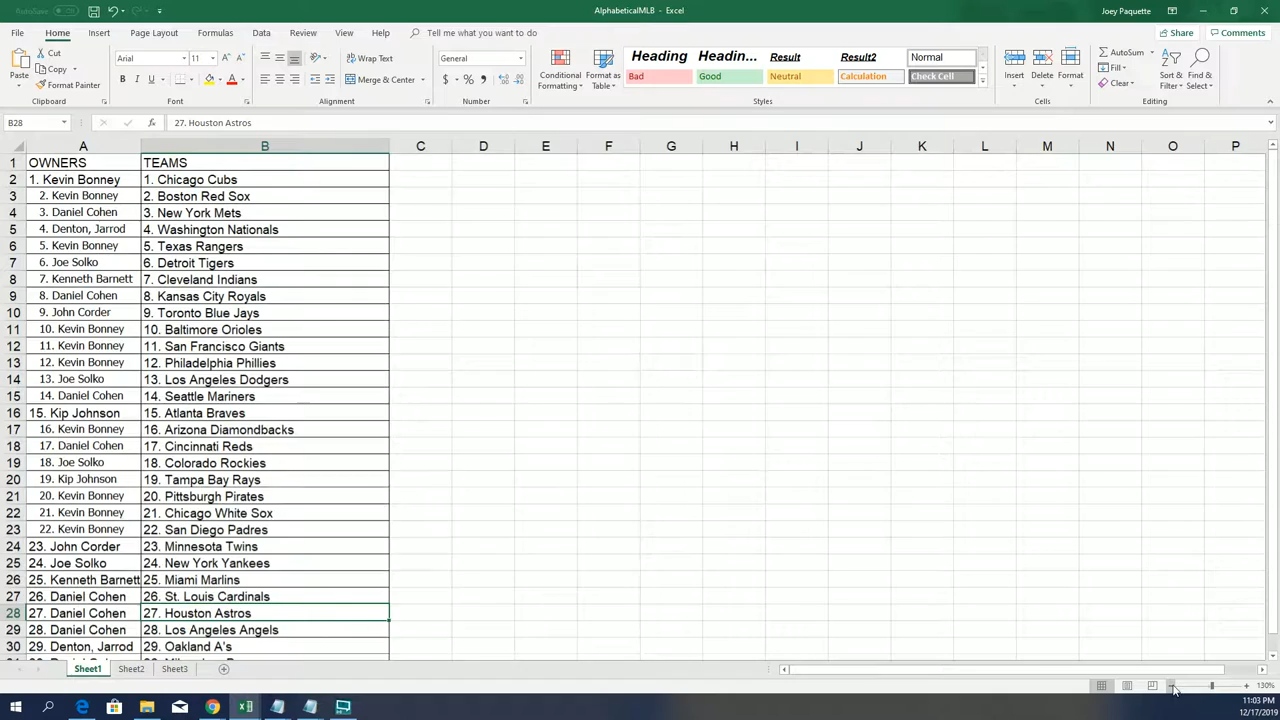 AutoSave
AlphabeticalMLB - Excel
Joey Paquette
File Home Insert Page Layout Formulas Data Review View Help Tell me what you want to do
Share Comments
Paste
Cut
Copy
Format Painter
Clipboard
Arial 11
B I U
Font
Wrap Text
Merge & Center
Alignment
General
$ % ,
Number
Conditional Formatting
Format as Table
Heading Headin... Result Result2 Normal
Bad Good Neutral Calculation Check Cell
Styles
Insert Delete Format
Cells
AutoSum
Fill
Clear
Sort & Filter
Find & Select
Editing
B28 fx 27. Houston Astros
A B C D E F G H I J K L M N O P
1 OWNERS TEAMS
2 1. Kevin Bonney 1. Chicago Cubs
3 2. Kevin Bonney 2. Boston Red Sox
4 3. Daniel Cohen 3. New York Mets
5 4. Denton, Jarrod 4. Washington Nationals
6 5. Kevin Bonney 5. Texas Rangers
7 6. Joe Solko 6. Detroit Tigers
8 7. Kenneth Barnett 7. Cleveland Indians
9 8. Daniel Cohen 8. Kansas City Royals
10 9. John Corder 9. Toronto Blue Jays
11 10. Kevin Bonney 10. Baltimore Orioles
12 11. Kevin Bonney 11. San Francisco Giants
13 12. Kevin Bonney 12. Philadelphia Phillies
14 13. Joe Solko 13. Los Angeles Dodgers
15 14. Daniel Cohen 14. Seattle Mariners
16 15. Kip Johnson 15. Atlanta Braves
17 16. Kevin Bonney 16. Arizona Diamondbacks
18 17. Daniel Cohen 17. Cincinnati Reds
19 18. Joe Solko 18. Colorado Rockies
20 19. Kip Johnson 19. Tampa Bay Rays
21 20. Kevin Bonney 20. Pittsburgh Pirates
22 21. Kevin Bonney 21. Chicago White Sox
23 22. Kevin Bonney 22. San Diego Padres
24 23. John Corder 23. Minnesota Twins
25 24. Joe Solko 24. New York Yankees
26 25. Kenneth Barnett 25. Miami Marlins
27 26. Daniel Cohen 26. St. Louis Cardinals
28 27. Daniel Cohen 27. Houston Astros
29 28. Daniel Cohen 28. Los Angeles Angels
30 29. Denton, Jarrod 29. Oakland A's
Sheet1 Sheet2 Sheet3
130%
11:03 PM
12/17/2019